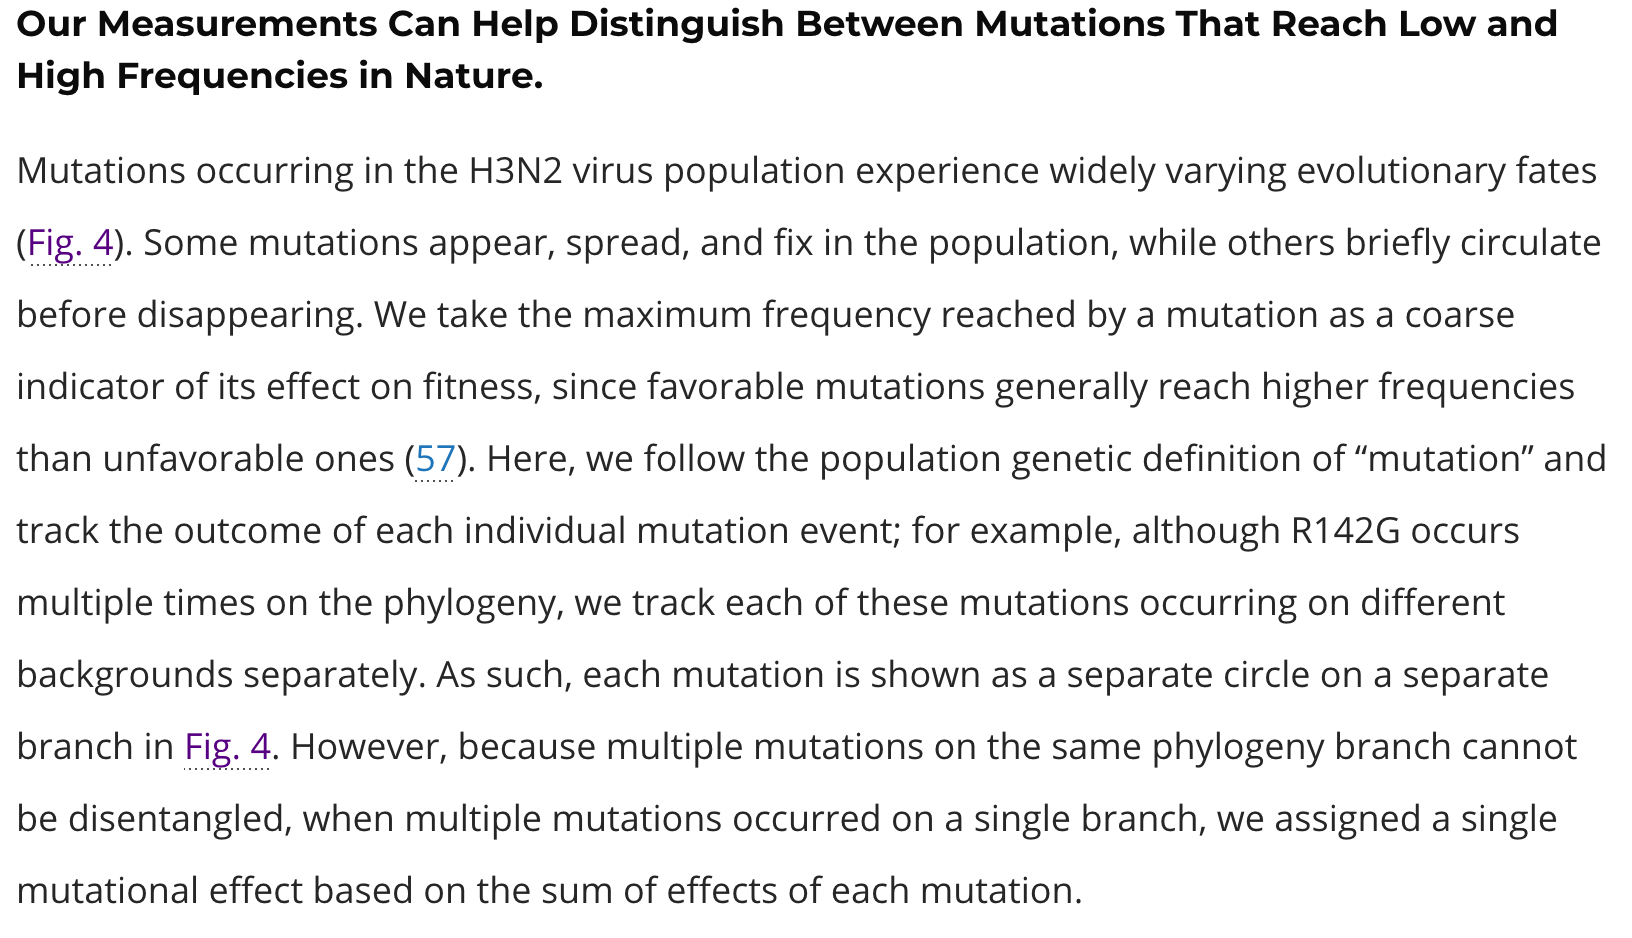 Our Measurements Can Help Distinguish Between Mutations That Reach Low and
High Frequencies in Nature.
Mutations occurring in the H3N2 virus population experience widely varying evolutionary fates
(Fig. 4). Some mutations appear, spread, and fix in the population, while others briefly circulate
before disappearing. We take the maximum frequency reached by a mutation as a coarse
indicator of its effect on fitness, since favorable mutations generally reach higher frequencies
than unfavorable ones (57). Here, we follow the population genetic definition of “mutation” and
track the outcome of each individual mutation event; for example, although R142G occurs
multiple times on the phylogeny, we track each of these mutations occurring on different
backgrounds separately. As such, each mutation is shown as a separate circle on a separate
branch in Fig. 4. However, because multiple mutations on the same phylogeny branch cannot
be disentangled, when multiple mutations occurred on a single branch, we assigned a single
mutational effect based on the sum of effects of each mutation.